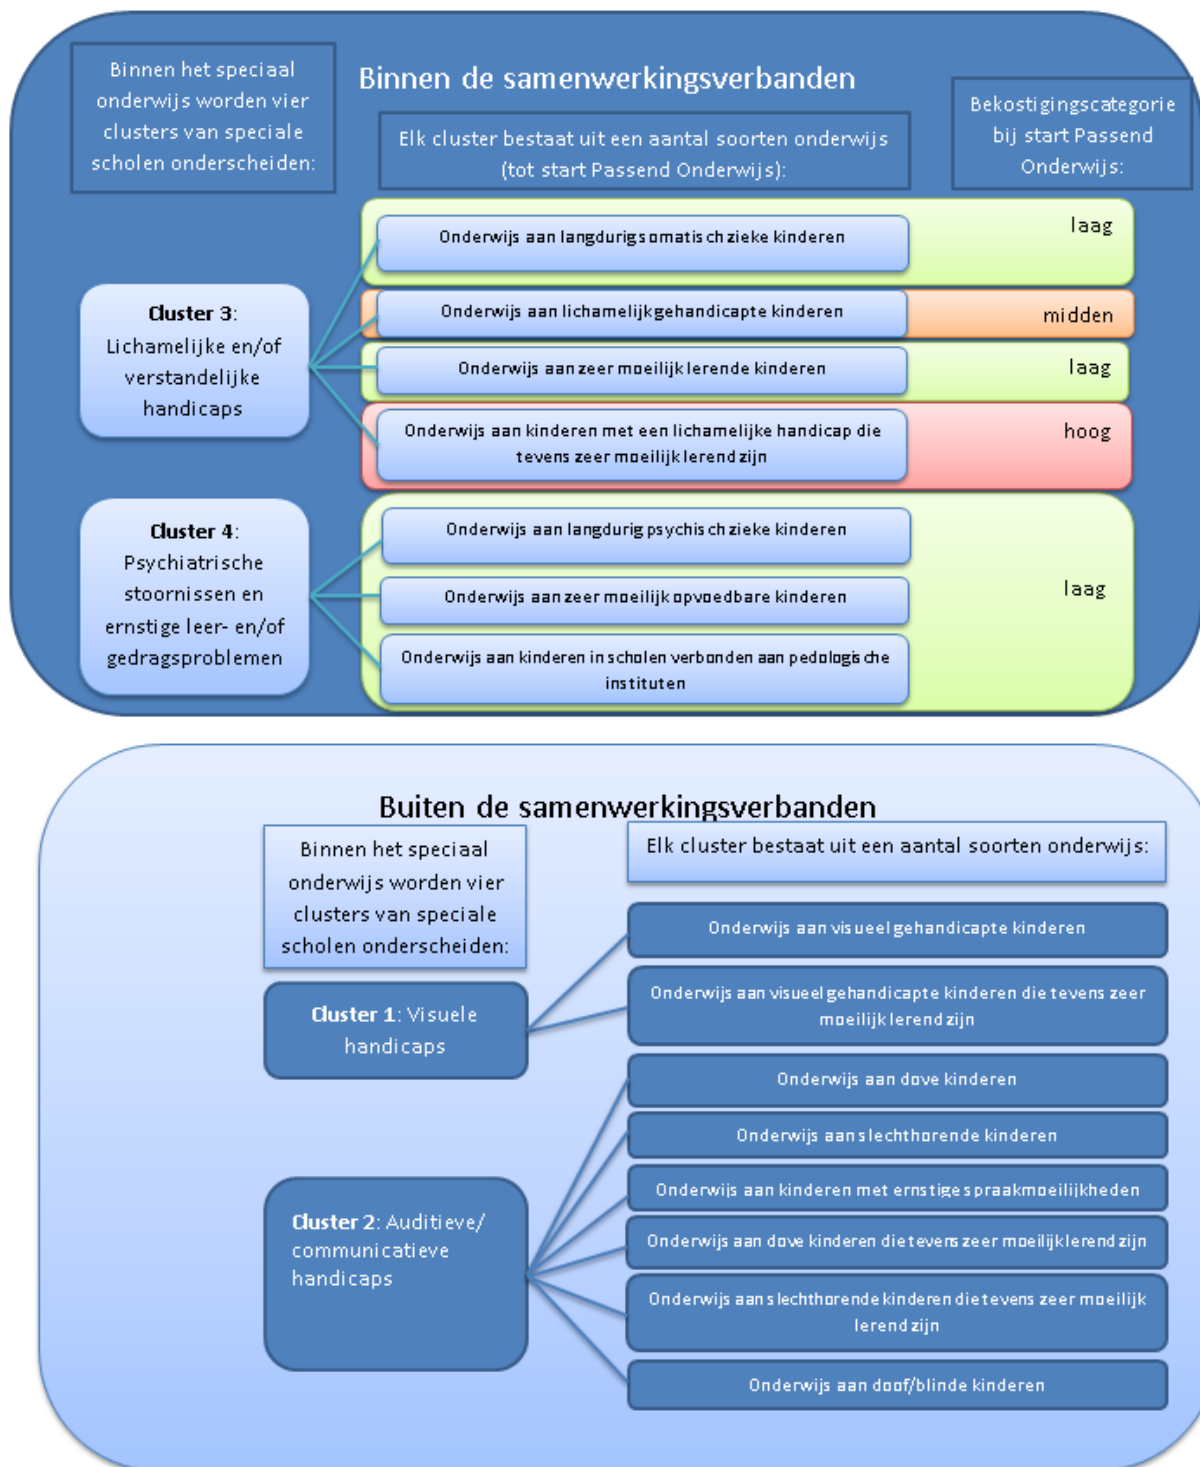 Binnen de samenwerkingsverbanden
Binnen het speciaal
onderwijs worden vier
clusters van speciale
scholen onderscheiden:
Elk cluster bestaat uit een aantal soorten onderwijs
(tot start Passend Onderwijs):
Bekostigingscategorie
bij start Passend
Onderwijs:
Cluster 3:
Lichamelijke en/of
verstandelijke
handicaps
Onderwijs aan langdurig somatisch zieke kinderen
laag
Onderwijs aan lichamelijk gehandicapte kinderen
midden
Onderwijs aan zeer moeilijk lerende kinderen
laag
Onderwijs aan kinderen met een lichamelijke handicap die
tevens zeer moeilijk lerend zijn
hoog
Cluster 4:
Psychiatrische
stoornissen en
ernstige leer- en/of
gedragsproblemen
Onderwijs aan langdurig psychisch zieke kinderen
Onderwijs aan zeer moeilijk opvoedbare kinderen
Onderwijs aan kinderen in scholen verbonden aan pedologische
instituten
laag
Buiten de samenwerkingsverbanden
Binnen het speciaal
onderwijs worden vier
clusters van speciale
scholen onderscheiden:
Elk cluster bestaat uit een aantal soorten onderwijs:
Cluster 1: Visuele
handicaps
Onderwijs aan visueel gehandicapte kinderen
Onderwijs aan visueel gehandicapte kinderen die tevens zeer
moeilijk lerend zijn
Cluster 2: Auditieve/
communicatieve
handicaps
Onderwijs aan dove kinderen
Onderwijs aan slechthorende kinderen
Onderwijs aan kinderen met ernstige spraakmoeilijkheden
Onderwijs aan dove kinderen die tevens zeer moeilijk lerend zijn
Onderwijs aan slechthorende kinderen die tevens zeer moeilijk
lerend zijn
Onderwijs aan doof/blinde kinderen